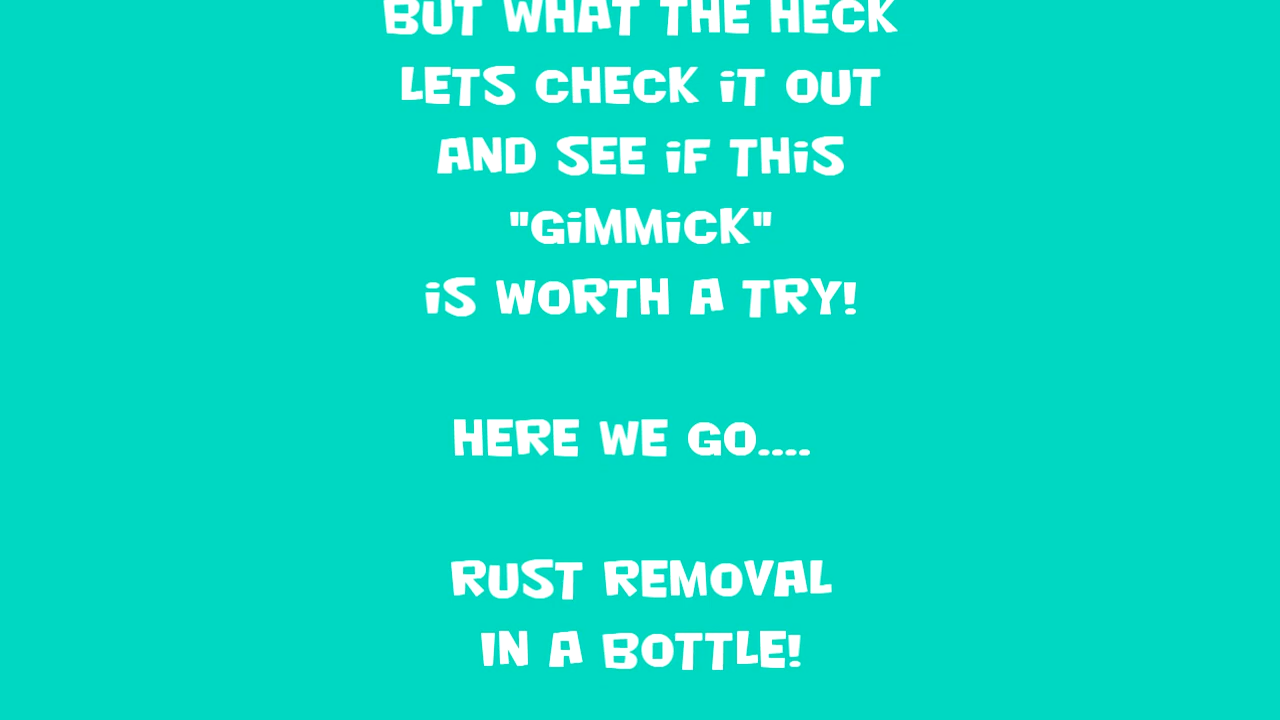 BUT WHAT THE HECK
LETS CHECK iT OUT
AND SEE iF THiS
"GiMMiCK"
iS WORTH A TRY!
HERE WE GO....
RUST REMOVAL
IN A BOTTLE!